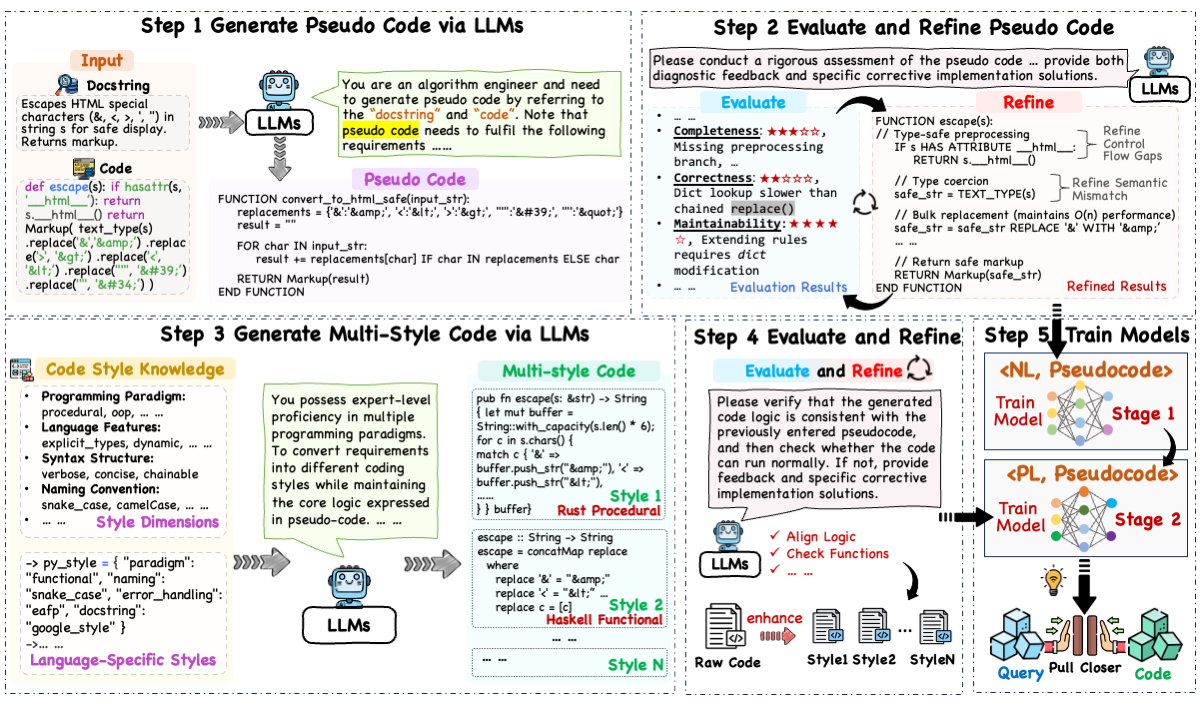 Step 1 Generate Pseudo Code via LLMs
Input
Docstring
Escapes HTML special
characters (&, <, >, ', ") in
string s for safe display.
Returns markup.
Code
def escape(s): if hasattr(s,
'__html__'): return
s.__html__() return
Markup( text_type(s)
.replace('&','&amp;') .replac
e('>', '&gt;') .replace('<',
'&lt;') .replace("'", '&#39;')
.replace('"', '&#34;') )
LLMs
You are an algorithm engineer and need
to generate pseudo code by referring to
the “docstring” and “code”. Note that
pseudo code needs to fulfil the following
requirements ……
Pseudo Code
FUNCTION convert_to_html_safe(input_str):
replacements = {'&':'&amp;', '<':'&lt;', '>':'&gt;', "'":'&#39;', '"':'&quot;'}
result = ""
FOR char IN input_str:
result += replacements[char] IF char IN replacements ELSE char
RETURN Markup(result)
END FUNCTION
Step 2 Evaluate and Refine Pseudo Code
Please conduct a rigorous assessment of the pseudo code ... provide both
diagnostic feedback and specific corrective implementation solutions.
LLMs
Evaluate
• … …
• Completeness: ★★★☆☆,
Missing preprocessing
branch, …
• Correctness: ★★☆☆☆,
Dict lookup slower than
chained replace()
• Maintainability: ★★★★
☆, Extending rules
requires dict
modification
• … …
Evaluation Results
Refine
FUNCTION escape(s):
// Type-safe preprocessing
IF s HAS ATTRIBUTE __html__:
RETURN s.__html__()
// Type coercion
safe_str = TEXT_TYPE(s)
// Bulk replacement (maintains O(n) performance)
safe_str = safe_str REPLACE '&' WITH '&amp;'
… …
// Return safe markup
RETURN Markup(safe_str)
END FUNCTION
Refine
Control
Flow Gaps
Refine Semantic
Mismatch
Refined Results
Step 3 Generate Multi-Style Code via LLMs
Code Style Knowledge
• Programming Paradigm:
procedural, oop, … …
• Language Features:
explicit_types, dynamic, … …
• Syntax Structure:
verbose, concise, chainable
• Naming Convention:
snake_case, camelCase, … …
• … …
Style Dimensions
-> py_style = { "paradigm":
"functional", "naming":
"snake_case", "error_handling":
"eafp", "docstring":
"google_style" }
->… …
Language-Specific Styles
You possess expert-level
proficiency in multiple
programming paradigms.
To convert requirements
into different coding
styles while maintaining
the core logic expressed
in pseudo-code. … …
LLMs
Multi-style Code
pub fn escape(s: &str) -> String
{ let mut buffer =
String::with_capacity(s.len() * 6);
for c in s.chars() {
match c { '&' =>
buffer.push_str("&amp;"), '<' =>
buffer.push_str("&lt;"),
……
} } buffer}
Style 1
Rust Procedural
escape :: String -> String
escape = concatMap replace
where
replace '&' = "&amp;"
replace '<' = "&lt;" …
replace c = [c]
Style 2
Haskell Functional
… …
… …
Style N
Step 4 Evaluate and Refine
Evaluate and Refine
Please verify that the generated
code logic is consistent with the
previously entered pseudocode,
and then check whether the code
can run normally. If not, provide
feedback and specific corrective
implementation solutions.
LLMs
✓ Align Logic
✓ Check Functions
✓ … …
enhance
...
Raw Code
Style1 Style2
StyleN
Step 5 Train Models
<NL, Pseudocode>
Train
Model
Stage 1
<PL, Pseudocode>
Train
Model
Stage 2
Query
Pull Closer
Code